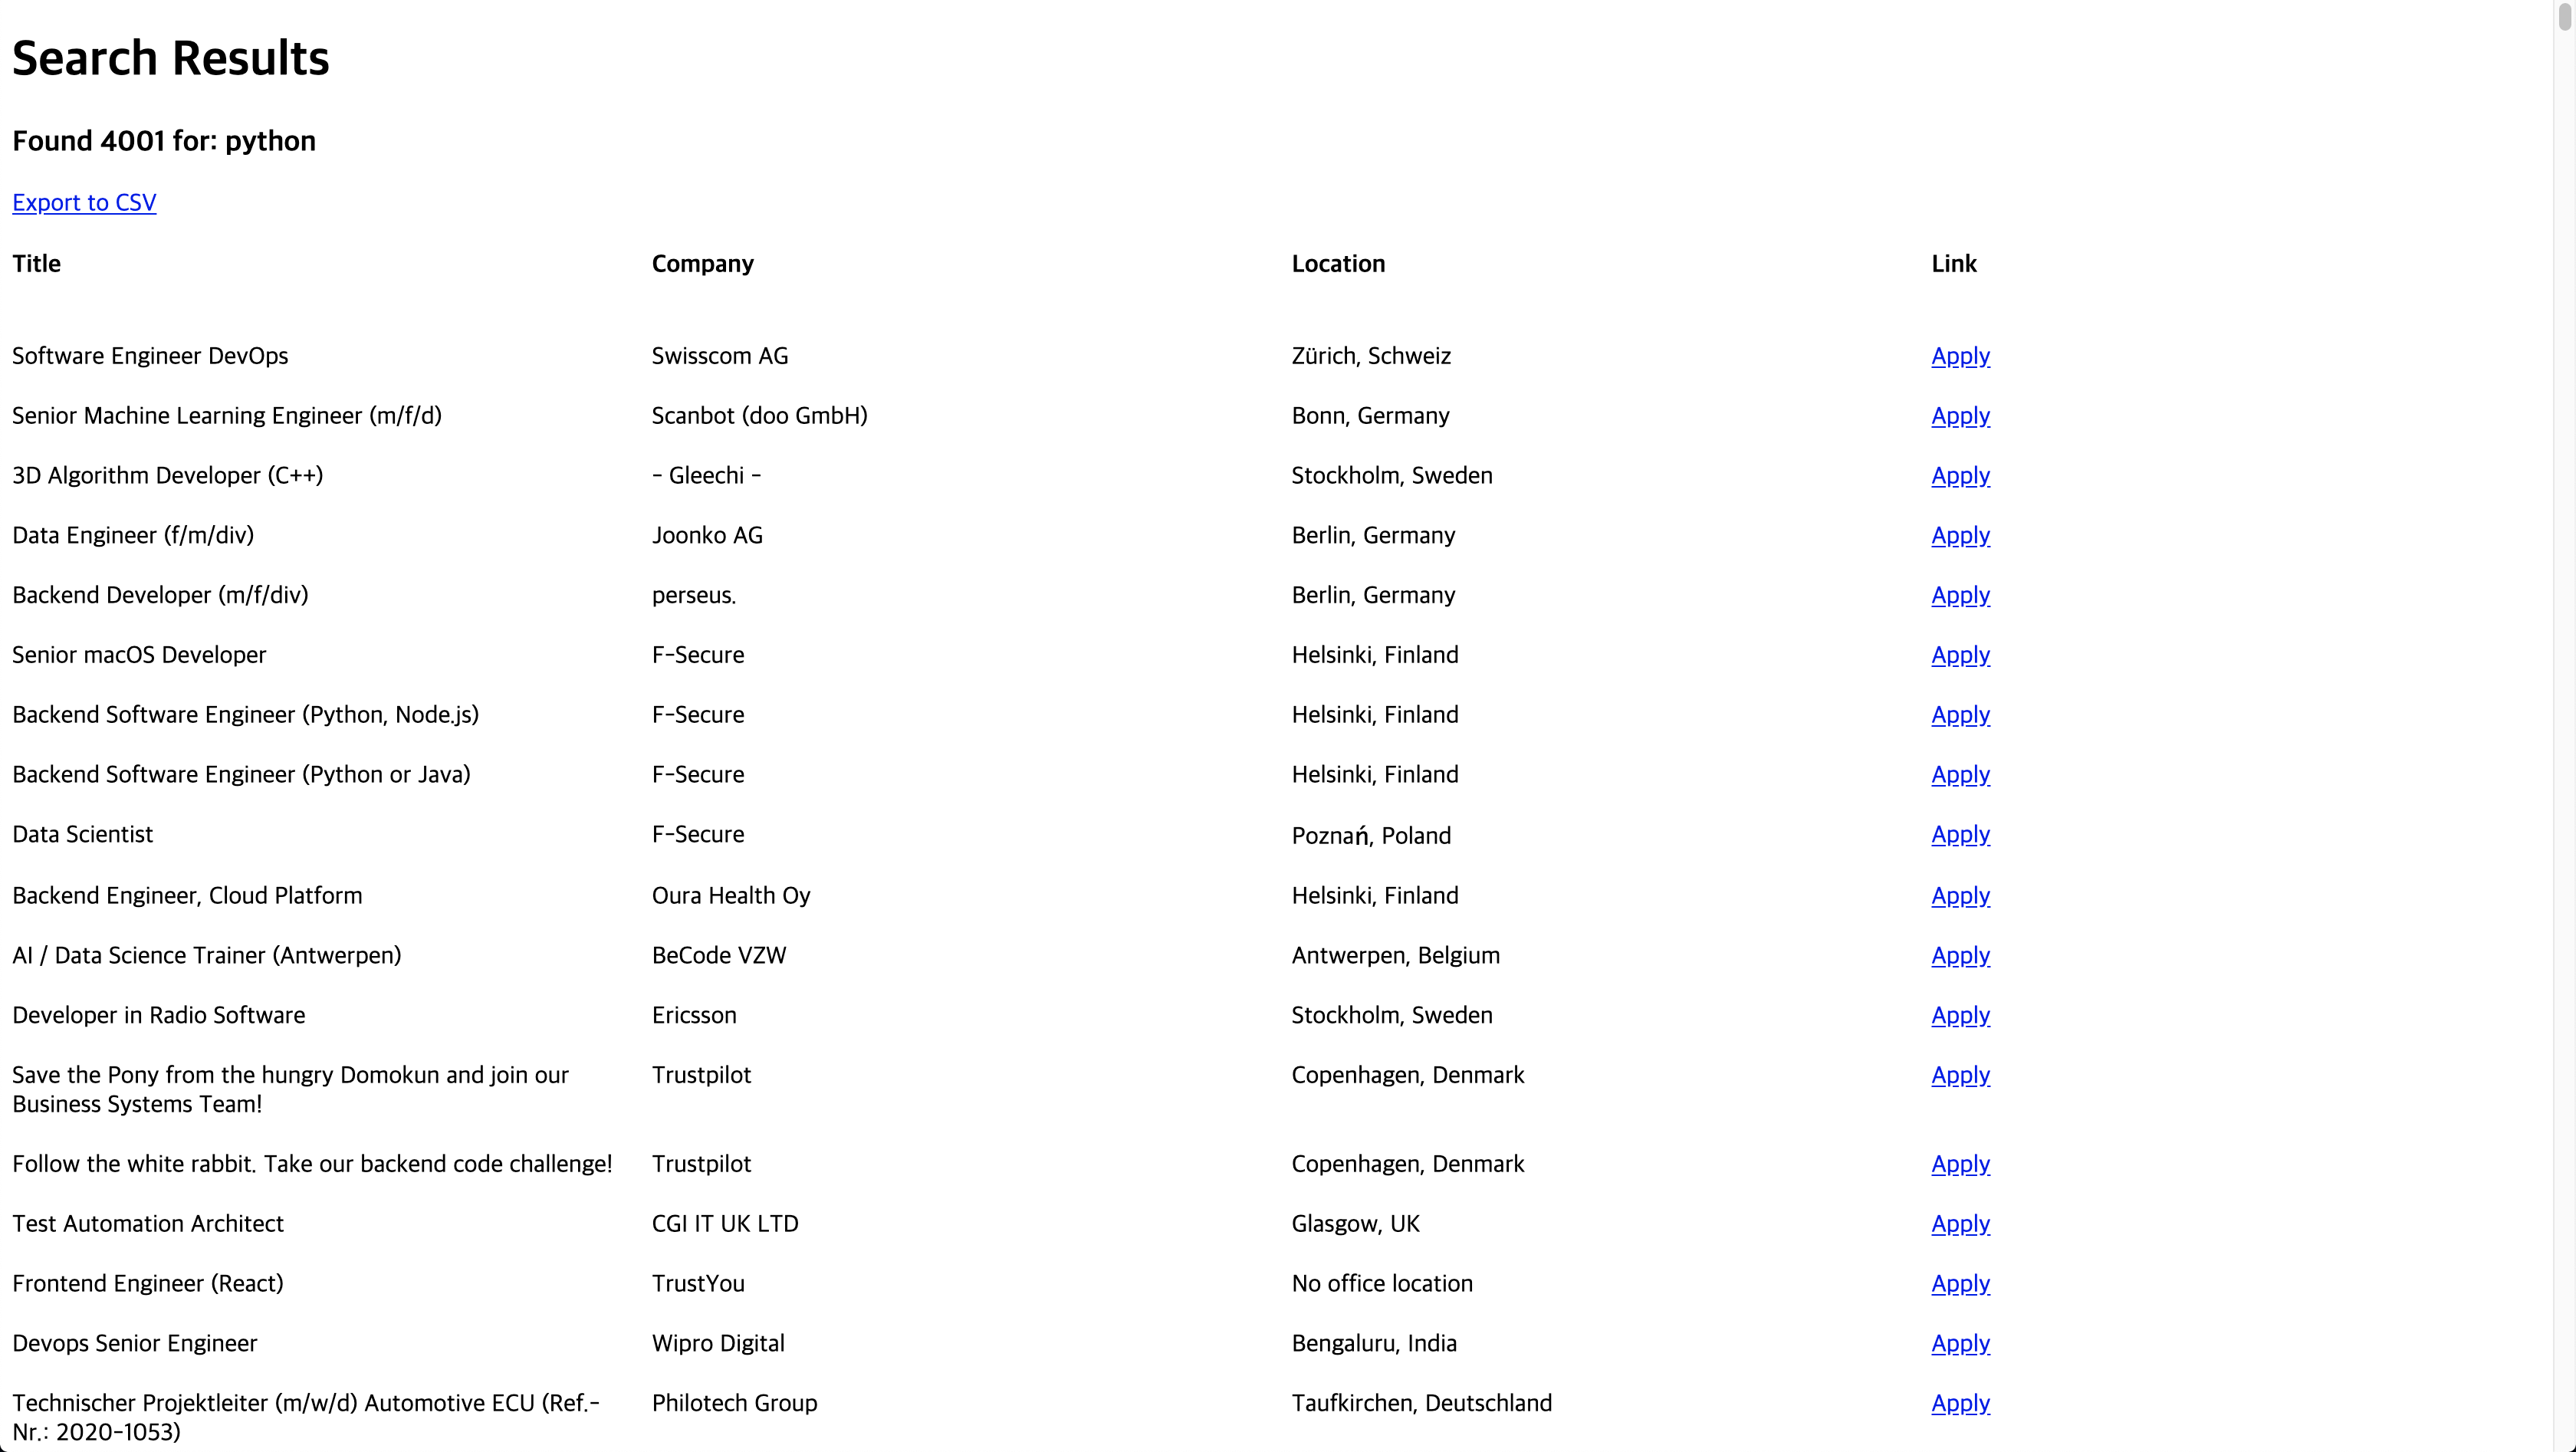 Search Results
Found 4001 for: python
Export to CSV
Title Company Location Link
Software Engineer DevOps Swisscom AG Zürich, Schweiz Apply
Senior Machine Learning Engineer (m/f/d) Scanbot (doo GmbH) Bonn, Germany Apply
3D Algorithm Developer (C++) - Gleechi - Stockholm, Sweden Apply
Data Engineer (f/m/div) Joonko AG Berlin, Germany Apply
Backend Developer (m/f/div) perseus. Berlin, Germany Apply
Senior macOS Developer F-Secure Helsinki, Finland Apply
Backend Software Engineer (Python, Node.js) F-Secure Helsinki, Finland Apply
Backend Software Engineer (Python or Java) F-Secure Helsinki, Finland Apply
Data Scientist F-Secure Poznań, Poland Apply
Backend Engineer, Cloud Platform Oura Health Oy Helsinki, Finland Apply
AI / Data Science Trainer (Antwerpen) BeCode VZW Antwerpen, Belgium Apply
Developer in Radio Software Ericsson Stockholm, Sweden Apply
Save the Pony from the hungry Domokun and join our Trustpilot Copenhagen, Denmark Apply
Business Systems Team!
Follow the white rabbit. Take our backend code challenge! Trustpilot Copenhagen, Denmark Apply
Test Automation Architect CGI IT UK LTD Glasgow, UK Apply
Frontend Engineer (React) TrustYou No office location Apply
Devops Senior Engineer Wipro Digital Bengaluru, India Apply
Technischer Projektleiter (m/w/d) Automotive ECU (Ref.- Philotech Group Taufkirchen, Deutschland Apply
Nr.: 2020-1053)